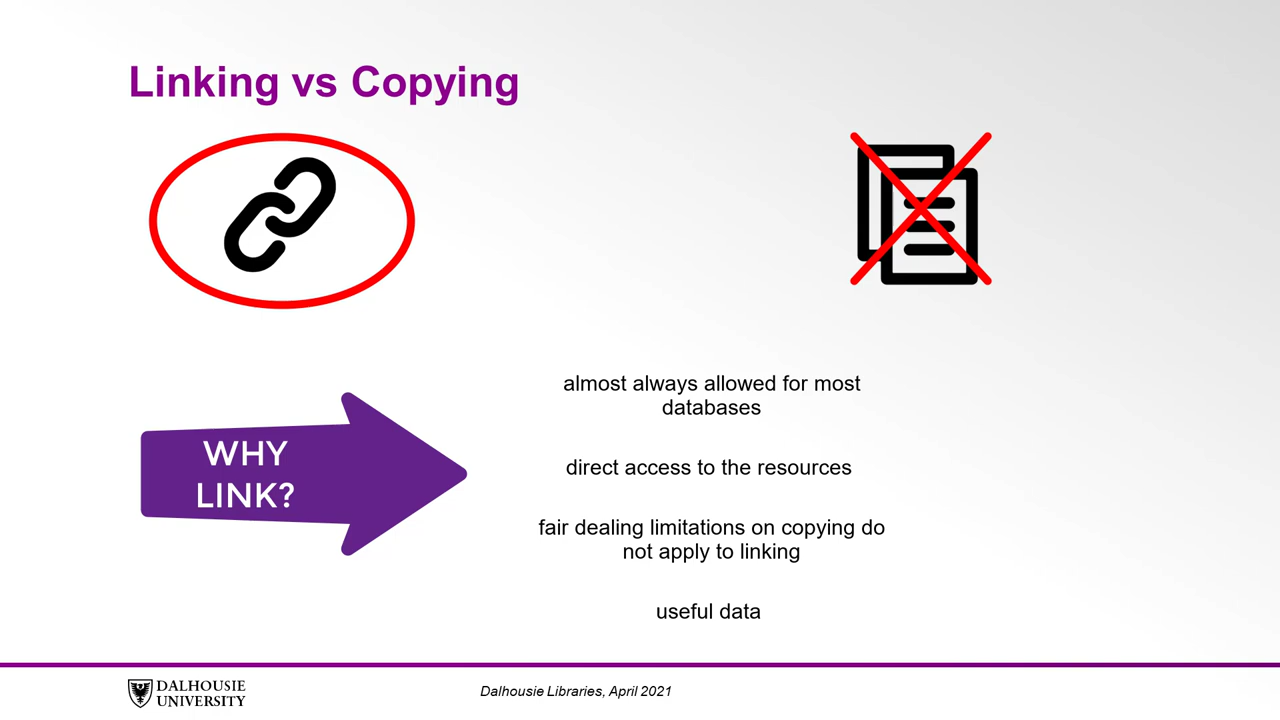 Linking vs Copying
WHY
LINK?
almost always allowed for most
databases
direct access to the resources
fair dealing limitations on copying do
not apply to linking
useful data
DALHOUSIE
UNIVERSITY
Dalhousie Libraries, April 2021